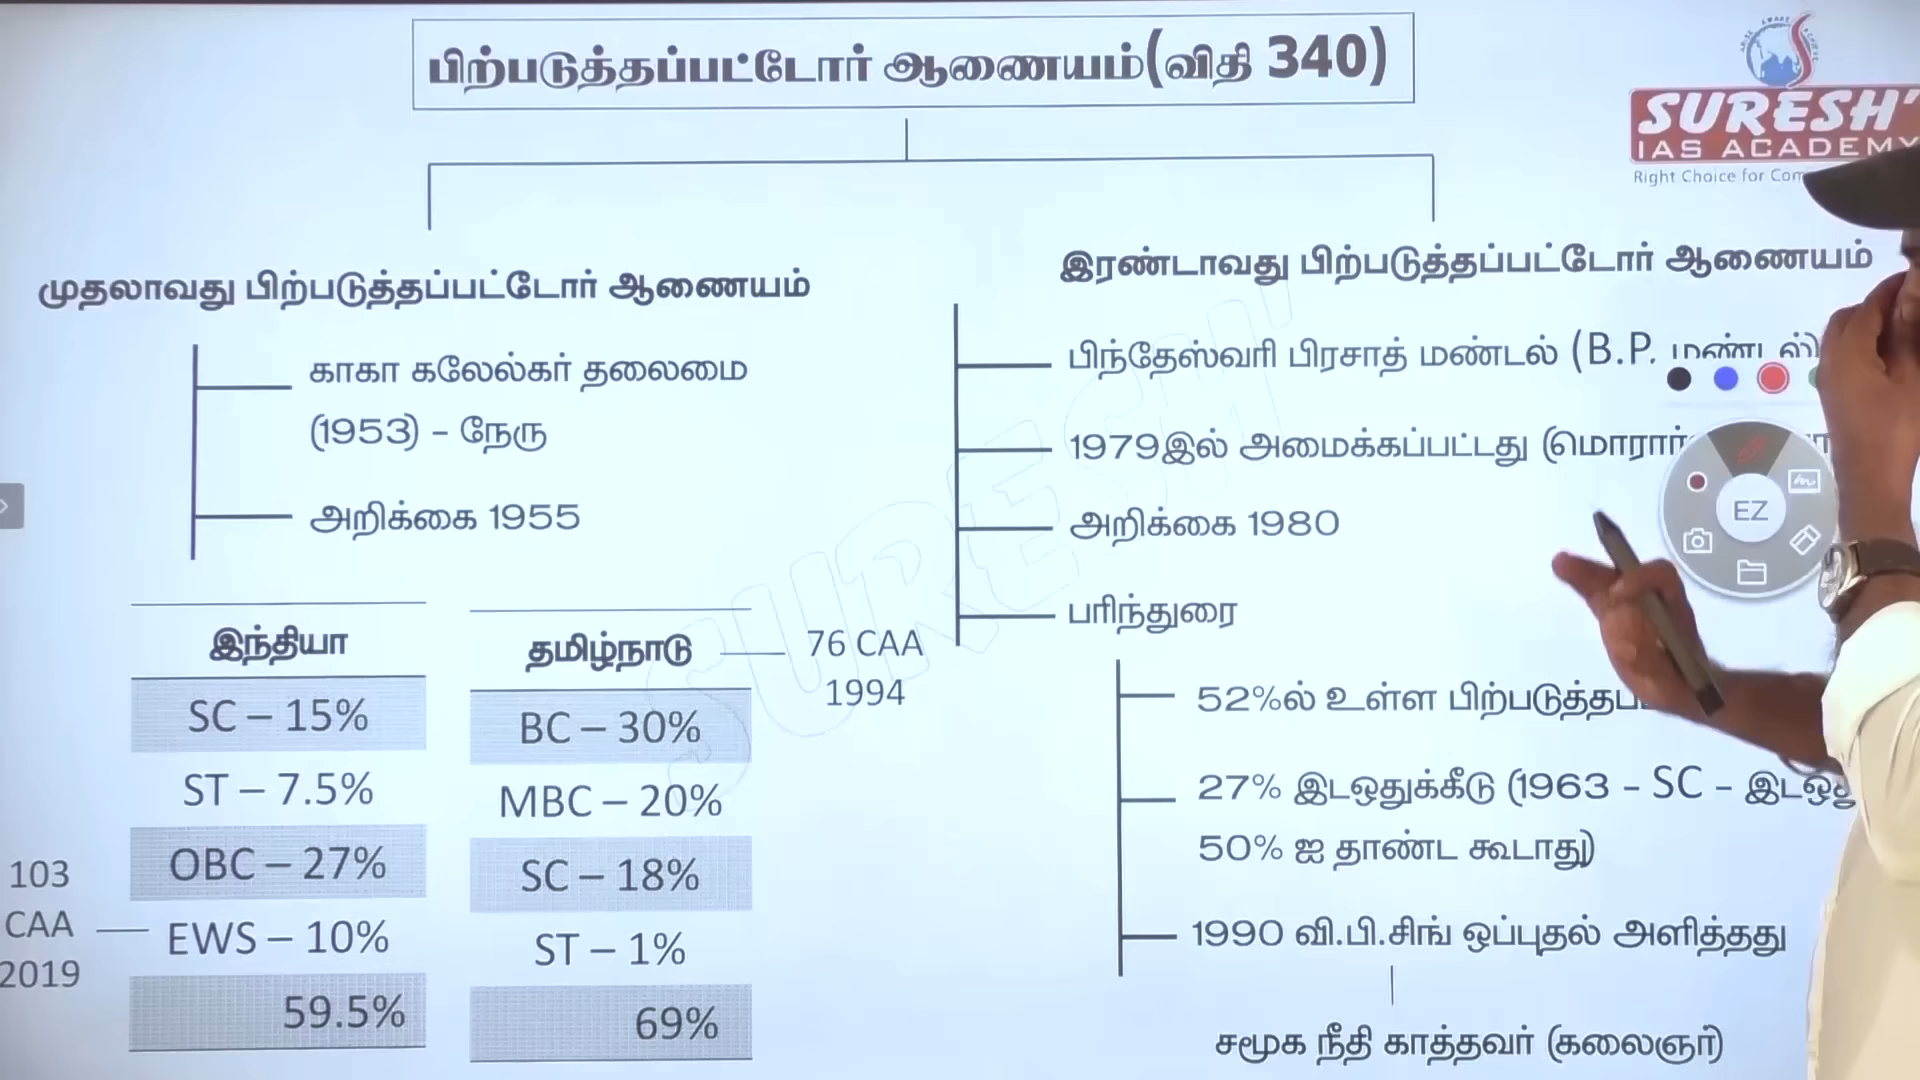 பிற்படுத்தப்பட்டோர் ஆணையம்(விதி 340)
SURESH'
IAS ACADEMY
Right Choice for
முதலாவது பிற்படுத்தப்பட்டோர் ஆணையம்
காகா கலேல்கர் தலைமை
(1953) – நேரு
அறிக்கை 1955
இரண்டாவது பிற்படுத்தப்பட்டோர் ஆணையம்
பிந்தேஸ்வரி பிரசாத் மண்டல் (B.P. மண்டல்)
1979இல் அமைக்கப்பட்டது
அறிக்கை 1980
பரிந்துரை
52%ல் உள்ள
27% இடஒதுக்கீடு (1963 – SC –
50% ஐ தாண்ட கூடாது)
1990 வி.பி.சிங் ஒப்புதல் அளித்தது
சமூக நீதி காத்தவர் (கலைஞர்)
இந்தியா
SC – 15%
ST – 7.5%
OBC – 27%
EWS – 10%
59.5%
103
CAA
2019
தமிழ்நாடு
BC – 30%
MBC – 20%
SC – 18%
ST – 1%
69%
76 CAA
1994
EZ
SURESH'